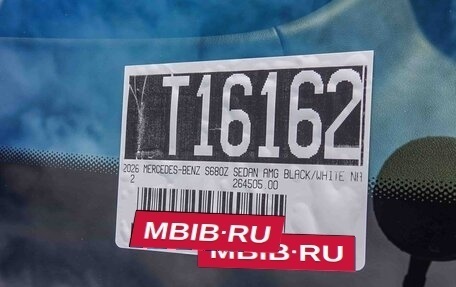 T16162
2026 MERCEDES-BENZ S680Z SEDAN AMG BLACK/WHITE NA
2 264505.00
MBIB.RU
MBIB.RU